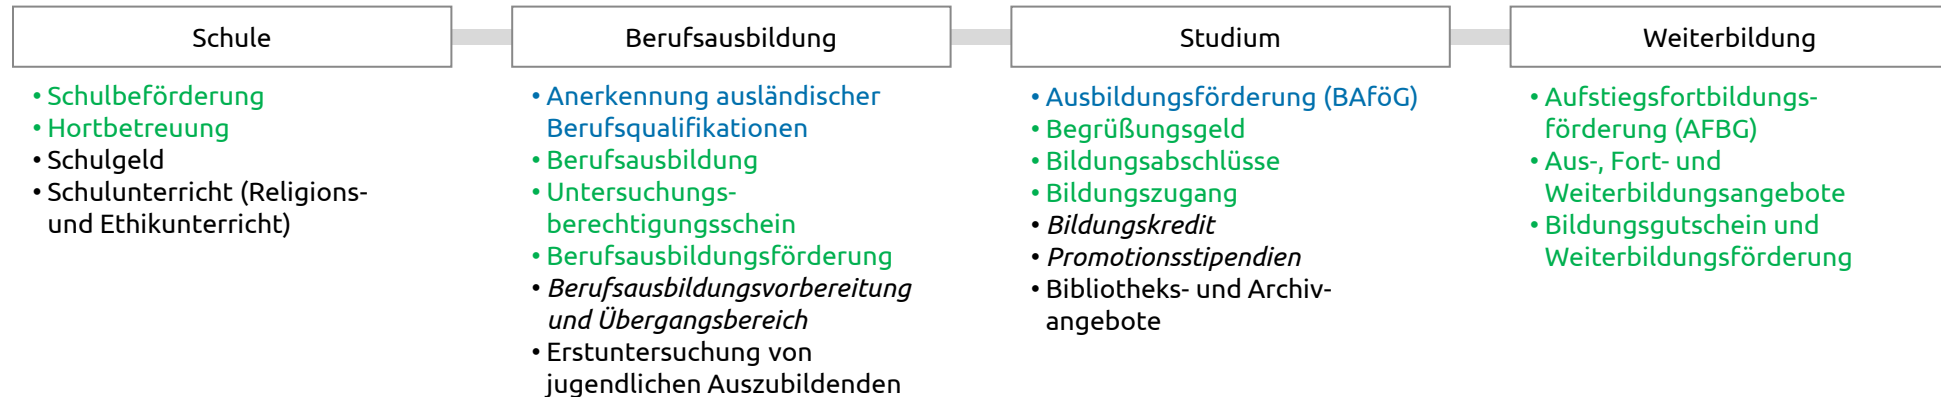 Schule
• Schulbeförderung
• Hortbetreuung
• Schulgeld
• Schulunterricht (Religions-
und Ethikunterricht)
Berufsausbildung
• Anerkennung ausländischer
Berufsqualifikationen
• Berufsausbildung
• Untersuchungs-
berechtigungsschein
• Berufsausbildungsförderung
• Berufsausbildungsvorbereitung
und Übergangsbereich
• Erstuntersuchung von
jugendlichen Auszubildenden
Studium
• Ausbildungsförderung (BAföG)
• Begrüßungsgeld
• Bildungsabschlüsse
• Bildungszugang
• Bildungskredit
• Promotionsstipendien
• Bibliotheks- und Archiv-
angebote
Weiterbildung
• Aufstiegsfortbildungs-
förderung (AFBG)
• Aus-, Fort- und
Weiterbildungsangebote
• Bildungsgutschein und
Weiterbildungsförderung